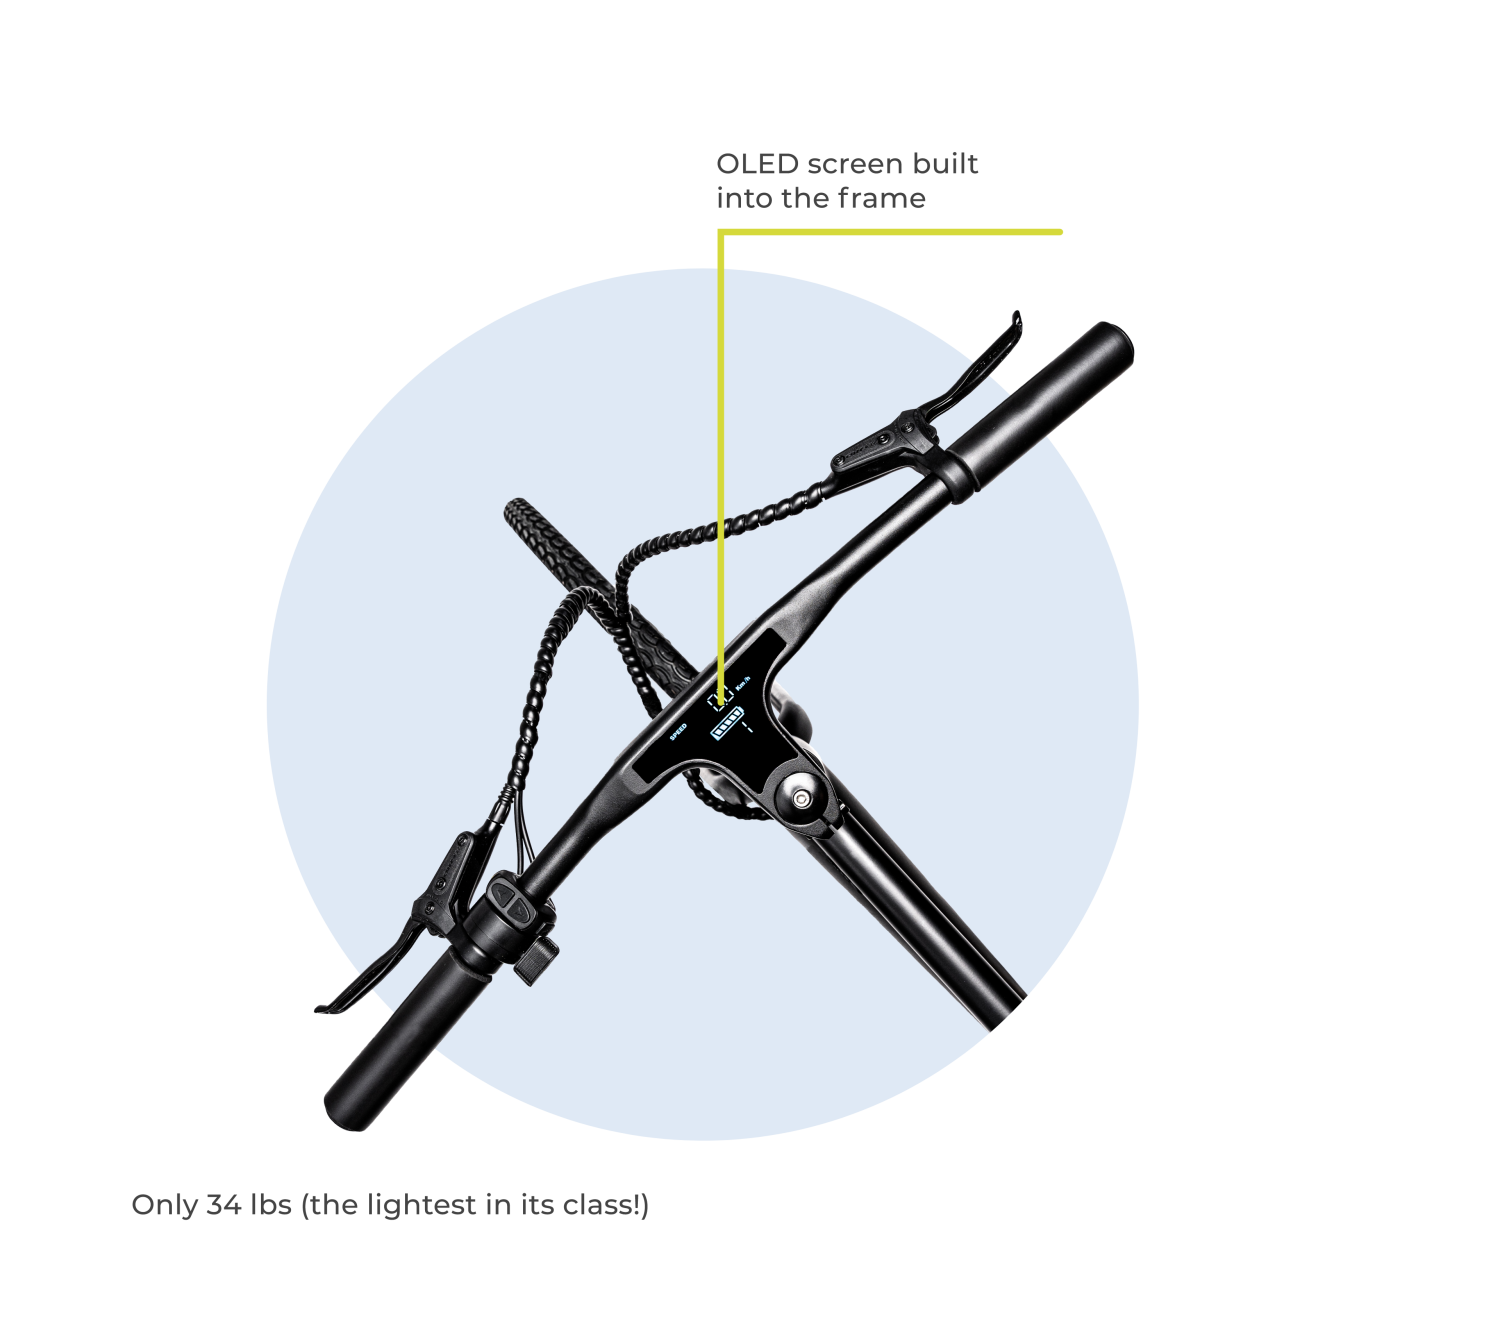 OLED screen built
into the frame
Km/h
SPEED
Only 34 lbs (the lightest in its class!)